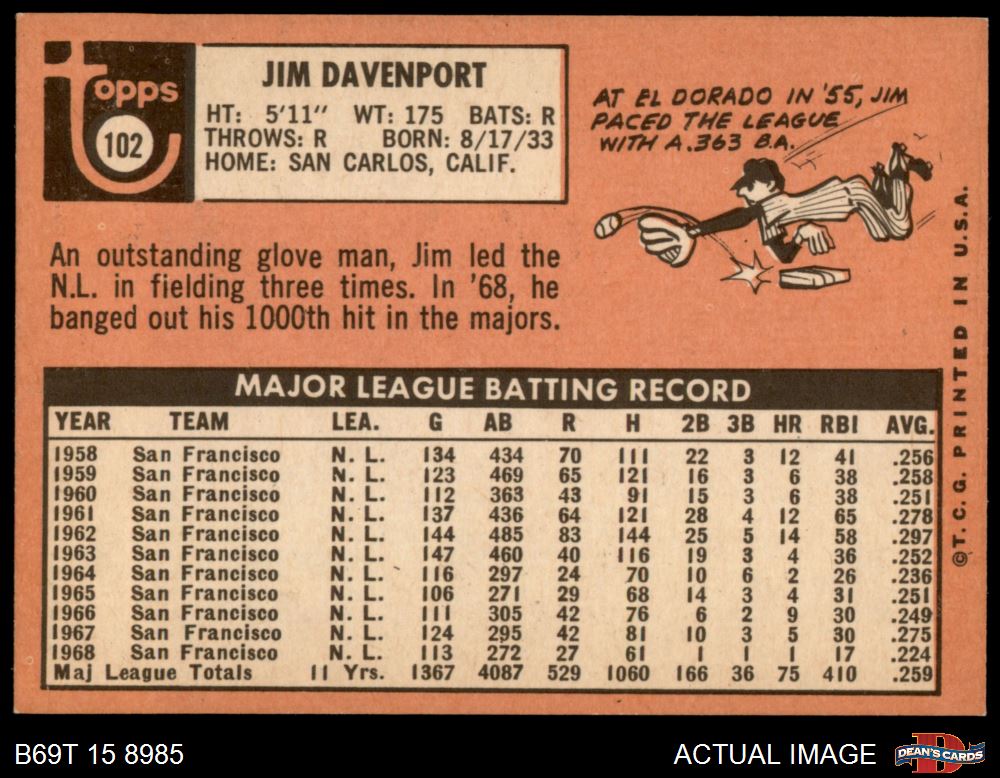 topps
102
JIM DAVENPORT
HT: 5'11" WT: 175 BATS: R
THROWS: R BORN: 8/17/33
HOME: SAN CARLOS, CALIF.
AT EL DORADO IN '55, JIM
PACED THE LEAGUE
WITH A .363 B.A.
An outstanding glove man, Jim led the
N.L. in fielding three times. In '68, he
banged out his 1000th hit in the majors.
MAJOR LEAGUE BATTING RECORD
YEAR TEAM LEA. G AB R H 2B 3B HR RBI AVG.
1958 San Francisco N. L. 134 434 70 111 22 3 12 41 .256
1959 San Francisco N. L. 123 469 65 121 16 3 6 38 .258
1960 San Francisco N. L. 112 363 43 91 15 3 6 38 .251
1961 San Francisco N. L. 137 436 64 121 28 4 12 65 .278
1962 San Francisco N. L. 144 485 83 144 25 5 14 58 .297
1963 San Francisco N. L. 147 460 40 116 19 3 4 36 .252
1964 San Francisco N. L. 116 297 24 70 10 6 2 26 .236
1965 San Francisco N. L. 106 271 29 68 14 3 4 31 .251
1966 San Francisco N. L. 111 305 42 76 6 2 9 30 .249
1967 San Francisco N. L. 124 295 42 81 10 3 5 30 .275
1968 San Francisco N. L. 113 272 27 61 1 1 1 17 .224
Maj League Totals 11 Yrs. 1367 4087 529 1060 166 36 75 410 .259
©T. C. G. PRINTED IN U.S.A.
B69T 15 8985
ACTUAL IMAGE
DEAN'S CARDS